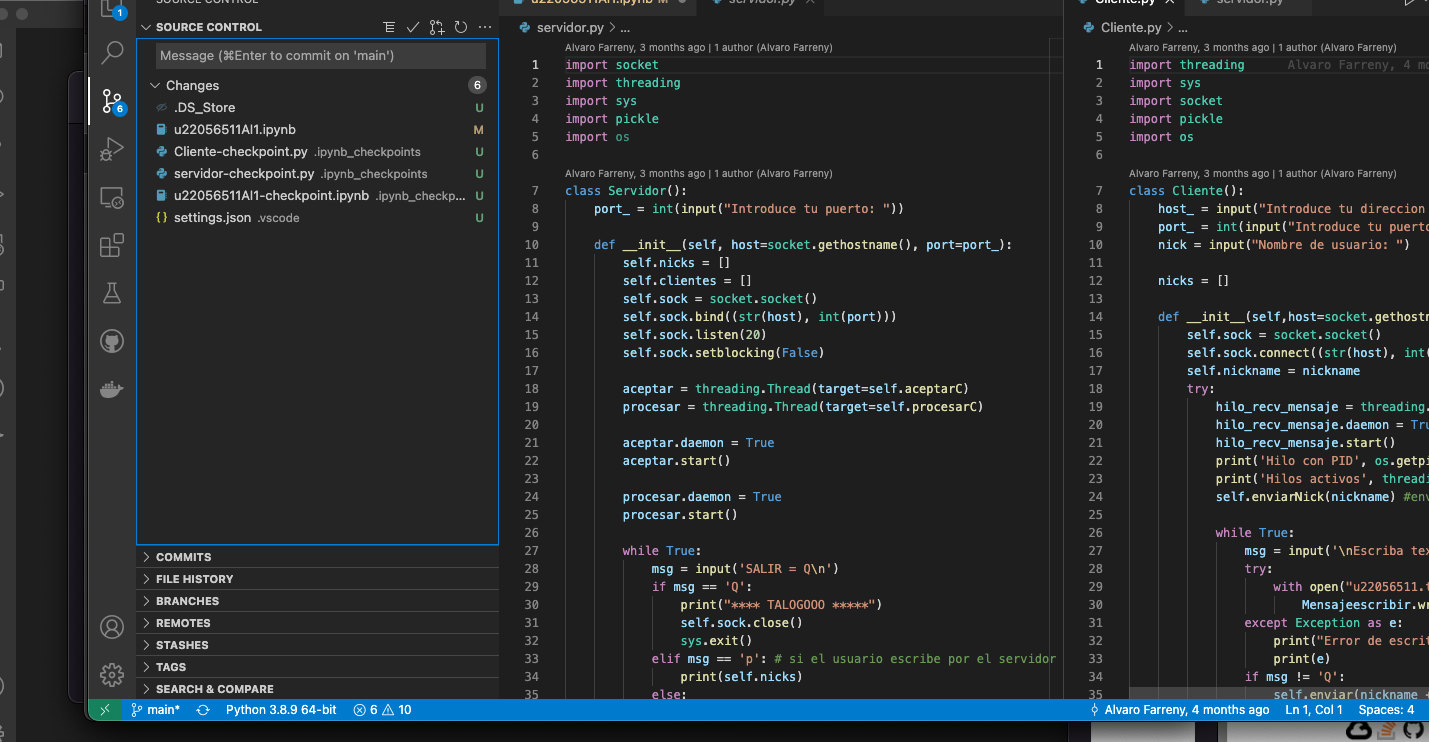 SOURCE CONTROL
1
SOURCE CONTROL
Message (⌘Enter to commit on 'main')
Changes 6
.DS_Store U
u22056511AI1.ipynb M
Cliente-checkpoint.py .ipynb_checkpoints U
servidor-checkpoint.py .ipynb_checkpoints U
u22056511AI1-checkpoint.ipynb .ipynb_checkp... U
{} settings.json .vscode U
6
COMMITS
FILE HISTORY
BRANCHES
REMOTES
STASHES
TAGS
SEARCH & COMPARE
u22056511AI1.ipynb M
servidor.py
servidor.py > ...
Alvaro Farreny, 3 months ago | 1 author (Alvaro Farreny)
1 import socket
2 import threading
3 import sys
4 import pickle
5 import os
6
Alvaro Farreny, 3 months ago | 1 author (Alvaro Farreny)
7 class Servidor():
8 port_ = int(input("Introduce tu puerto: "))
9
10 def __init__(self, host=socket.gethostname(), port=port_):
11 self.nicks = []
12 self.clientes = []
13 self.sock = socket.socket()
14 self.sock.bind((str(host), int(port)))
15 self.sock.listen(20)
16 self.sock.setblocking(False)
17
18 aceptar = threading.Thread(target=self.aceptarC)
19 procesar = threading.Thread(target=self.procesarC)
20
21 aceptar.daemon = True
22 aceptar.start()
23
24 procesar.daemon = True
25 procesar.start()
26
27 while True:
28 msg = input('SALIR = Q\n')
29 if msg == 'Q':
30 print("**** TALOGOOO *****")
31 self.sock.close()
32 sys.exit()
33 elif msg == 'p': # si el usuario escribe por el servidor
34 print(self.nicks)
35 else:
Cliente.py
servidor.py
Cliente.py > ...
Alvaro Farreny, 3 months ago | 1 author (Alvaro Farreny)
1 import threading Alvaro Farreny, 4 mo
2 import sys
3 import socket
4 import pickle
5 import os
6
Alvaro Farreny, 3 months ago | 1 author (Alvaro Farreny)
7 class Cliente():
8 host_ = input("Introduce tu direccion
9 port_ = int(input("Introduce tu puerto
10 nick = input("Nombre de usuario: ")
11
12 nicks = []
13
14 def __init__(self,host=socket.gethostn
15 self.sock = socket.socket()
16 self.sock.connect((str(host), int(
17 self.nickname = nickname
18 try:
19 hilo_recv_mensaje = threading.
20 hilo_recv_mensaje.daemon = Tru
21 hilo_recv_mensaje.start()
22 print('Hilo con PID', os.getpi
23 print('Hilos activos', threadi
24 self.enviarNick(nickname) #env
25
26 while True:
27 msg = input('\nEscriba tex
28 try:
29 with open("u22056511.t
30 Mensajeescribir.wr
31 except Exception as e:
32 print("Error de escrit
33 print(e)
34 if msg != 'Q':
35 self.enviar(nickname +
main* Python 3.8.9 64-bit 6 10 Alvaro Farreny, 4 months ago Ln 1, Col 1 Spaces: 4